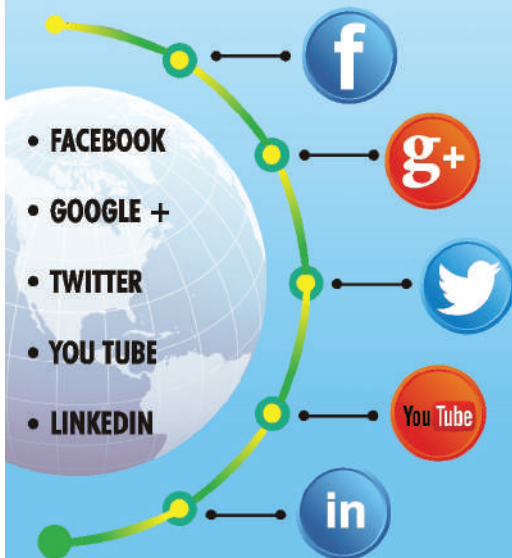 • FACEBOOK
f
• GOOGLE +
g+
• TWITTER
• YOU TUBE
You Tube
• LINKEDIN
in